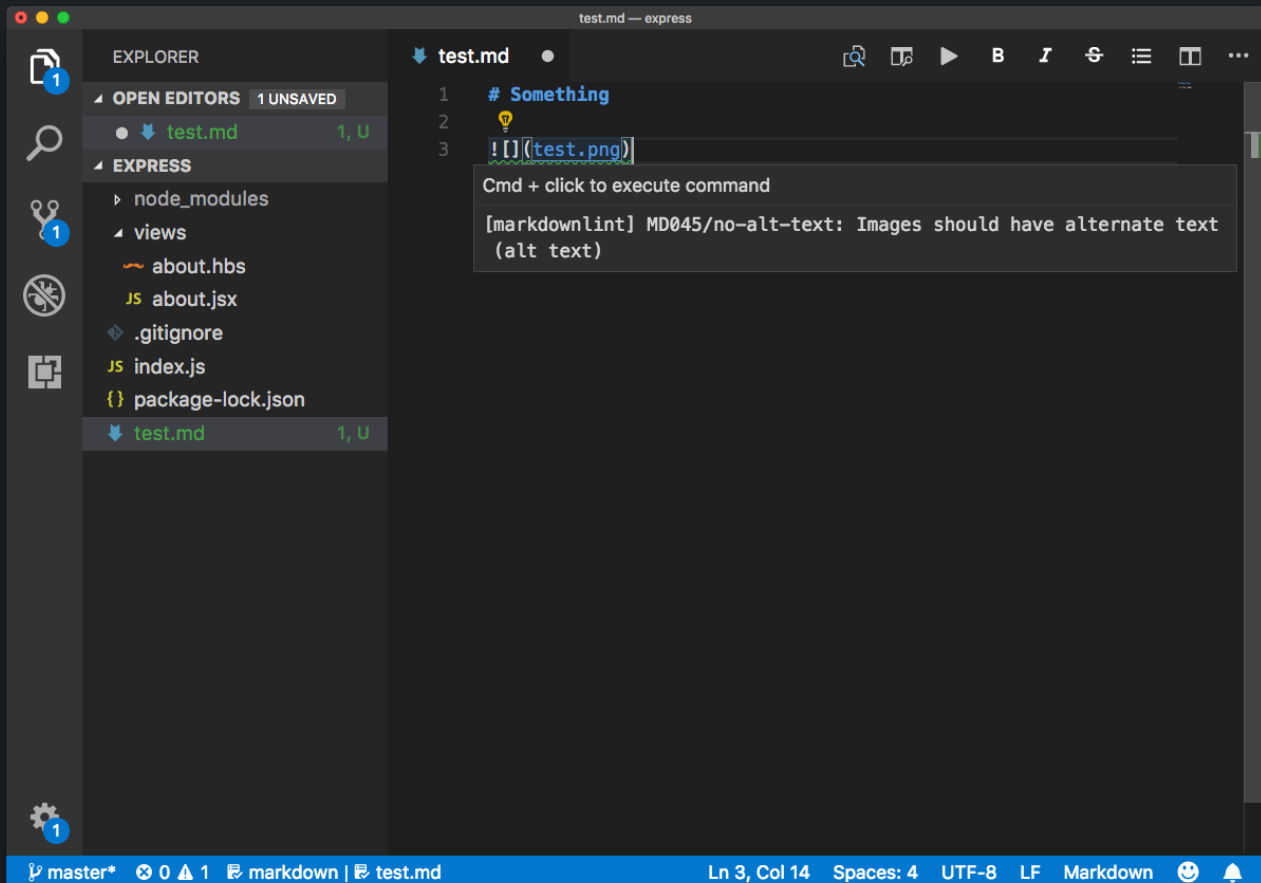 test.md — express
EXPLORER
OPEN EDITORS 1 UNSAVED
test.md 1, U
EXPRESS
node_modules
views
about.hbs
JS about.jsx
.gitignore
JS index.js
{} package-lock.json
test.md 1, U
1
1
1
test.md
B I S
1 # Something
2
3 ![](test.png)
Cmd + click to execute command
[markdownlint] MD045/no-alt-text: Images should have alternate text
(alt text)
master* 0 1 markdown | test.md Ln 3, Col 14 Spaces: 4 UTF-8 LF Markdown